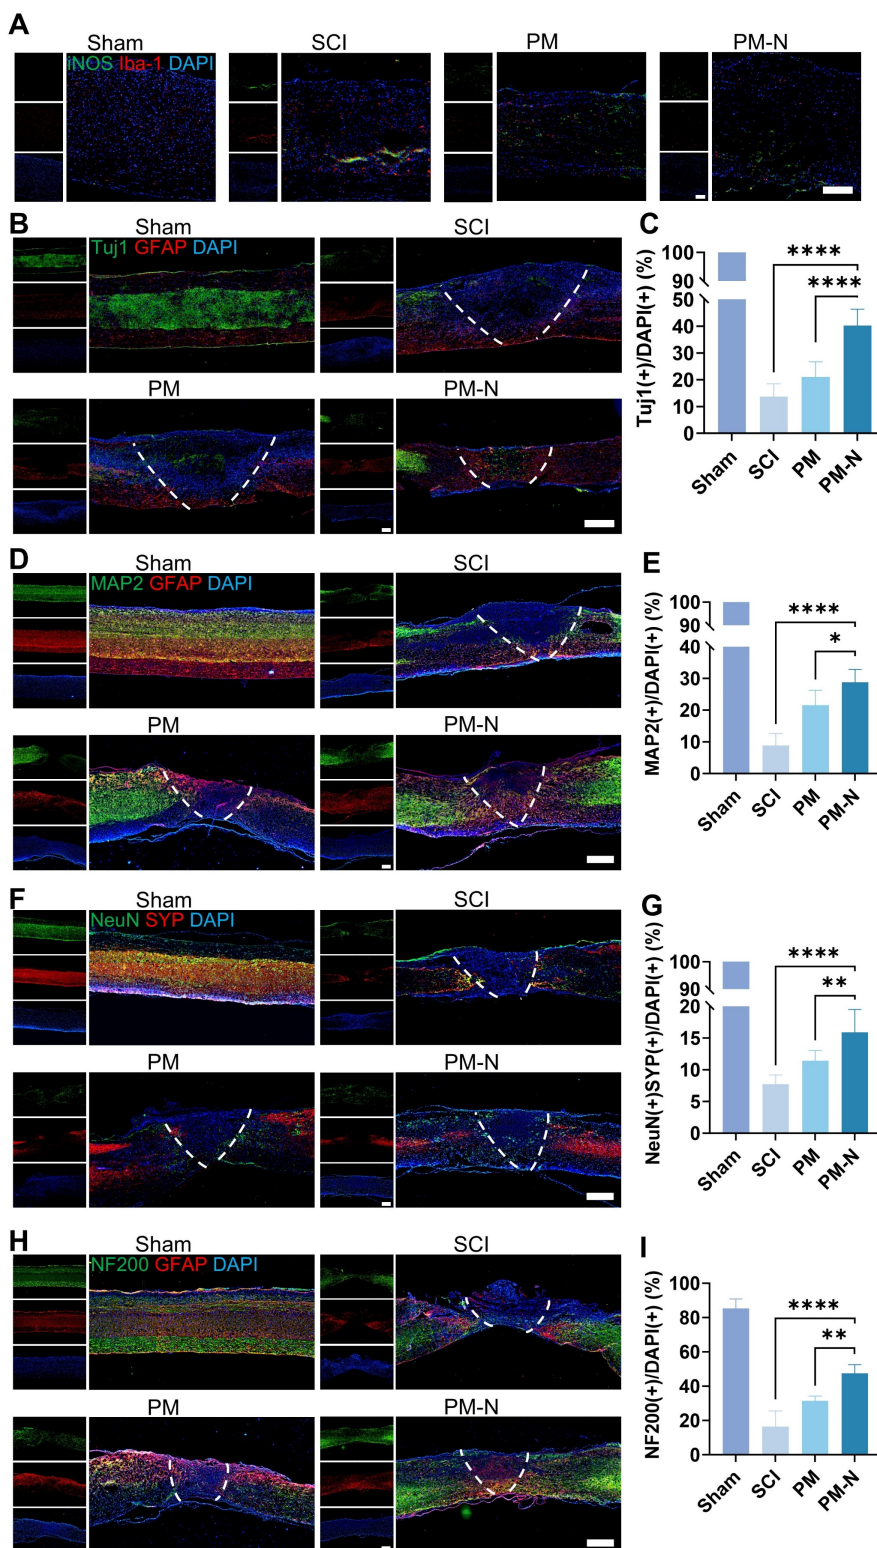 A
Sham SCI PM PM-N
iNOS Iba-1 DAPI
B
Sham SCI
Tuj1 GFAP DAPI
PM PM-N
C
Tuj1(+)/DAPI(+) (%)
100
90
50
40
30
20
10
0
****
****
Sham SCI PM PM-N
D
Sham SCI
MAP2 GFAP DAPI
PM PM-N
E
MAP2(+)/DAPI(+) (%)
100
90
40
30
20
10
0
****
*
Sham SCI PM PM-N
F
Sham SCI
NeuN SYP DAPI
PM PM-N
G
NeuN(+)SYP(+)/DAPI(+) (%)
100
90
20
15
10
5
0
****
**
Sham SCI PM PM-N
H
Sham SCI
NF200 GFAP DAPI
PM PM-N
I
NF200(+)/DAPI(+) (%)
100
80
60
40
20
0
****
**
Sham SCI PM PM-N